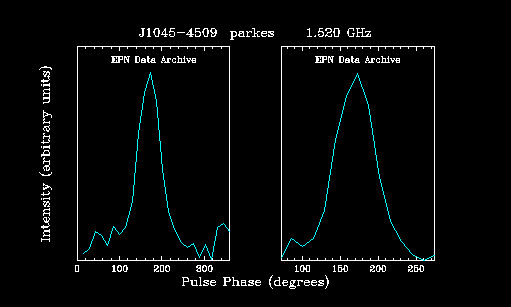 J1045-4509 parkes 1.520 GHz
EPN Data Archive EPN Data Archive
Intensity (arbitrary units)
0 100 200 300 100 150 200 250
Pulse Phase (degrees)